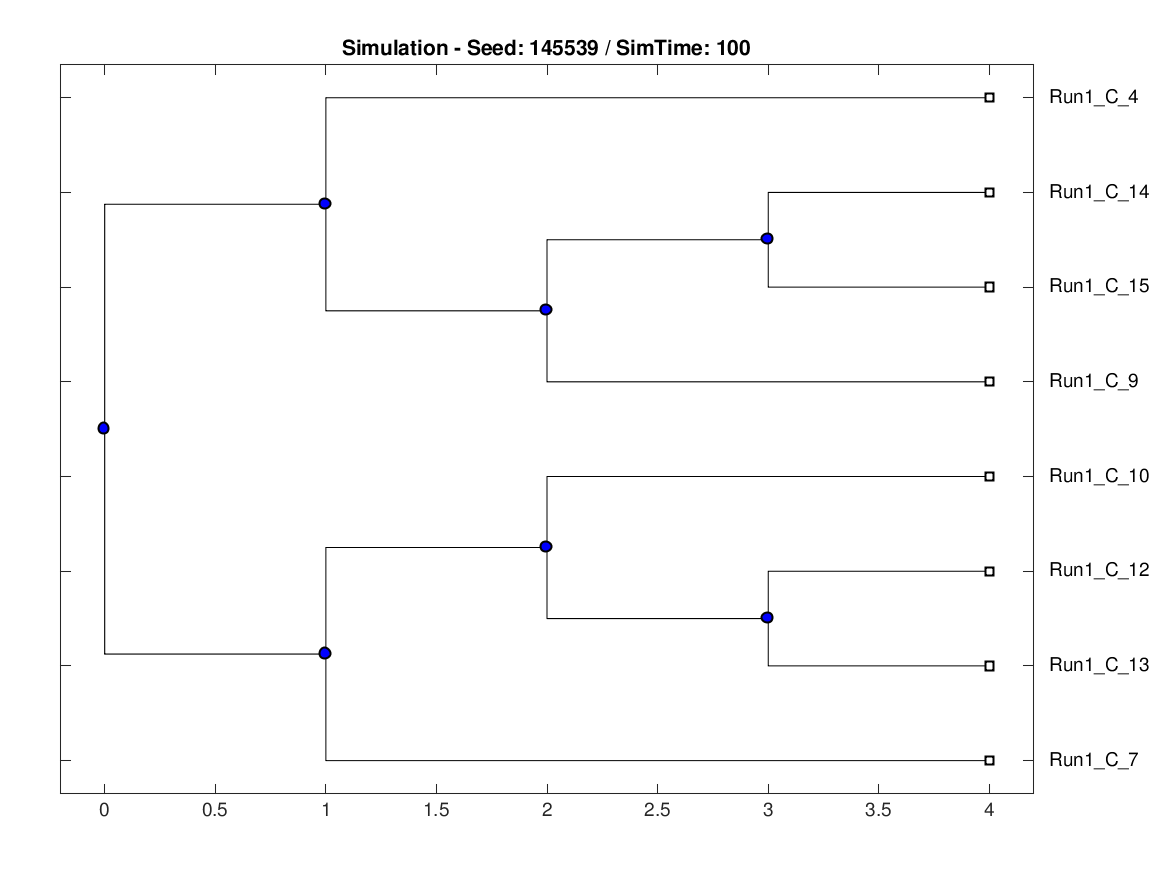 Simulation - Seed: 145539 / SimTime: 100
Run1_C_4
Run1_C_14
Run1_C_15
Run1_C_9
Run1_C_10
Run1_C_12
Run1_C_13
Run1_C_7
0 0.5 1 1.5 2 2.5 3 3.5 4